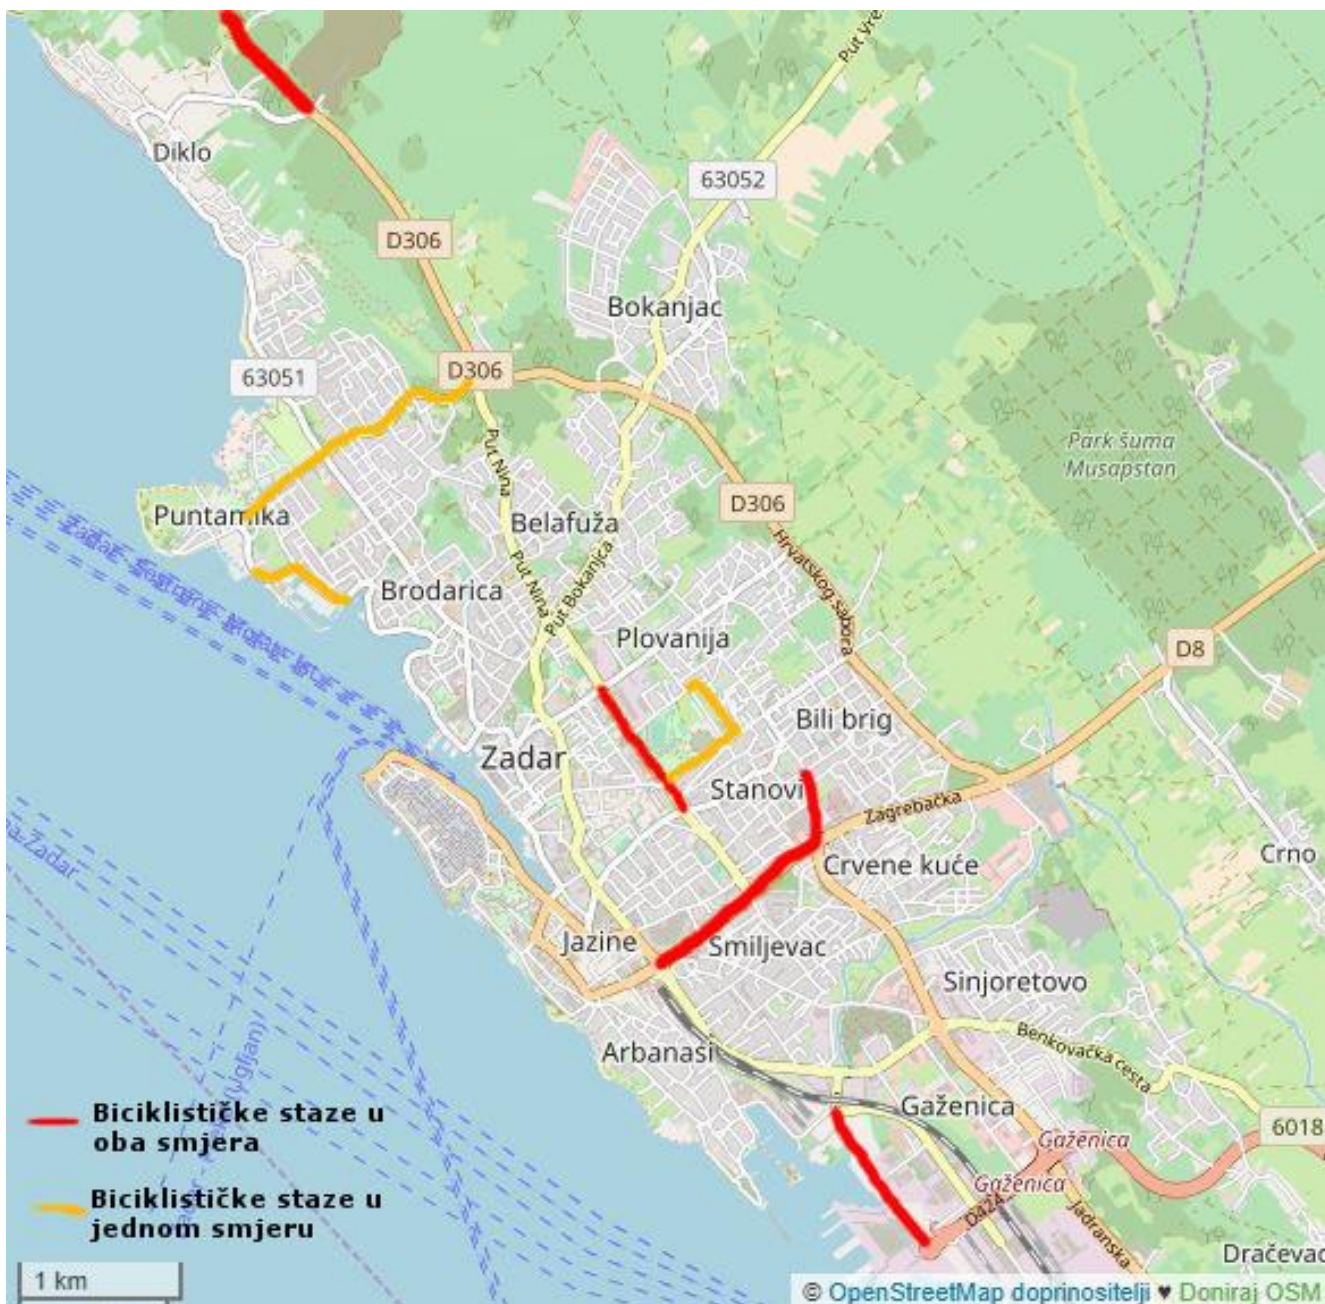 Put vre
Diklo
63052
D306
Bokanjac
D306
63051
Park šuma
Musapstan
Put Nina
D306
Puntamika
Belafuža
Hrvatskog sabora
Put Nina
Put Bokanjca
Brodarica
Plovanija
D8
Bili brig
Zadar
Stanovi
Zagrebačka
a-Zadar
Crvene kuće
Crno
Jazine
Smiljevac
Sinjoretovo
Benkovačka cesta
Arbanasi
(Ugljan)
Biciklističke staze u
oba smjera
Gaženica
6018
Gaženica
Gaženica
D424
Jadranska
Biciklističke staze u
jednom smjeru
Dračevac
1 km
© OpenStreetMap doprinositelji ♥ Doniraj OSM